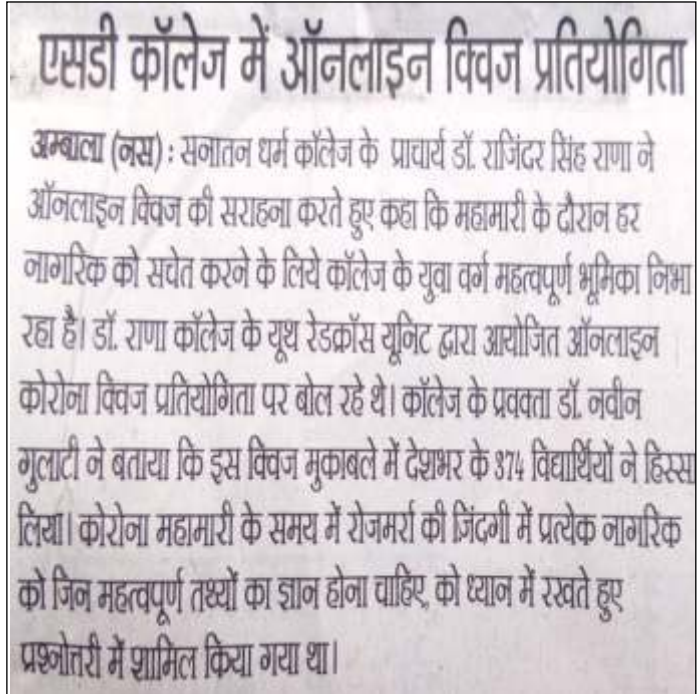 एसडी कॉलेज में ऑनलाइन क्विज प्रतियोगिता
अम्बाला (नस) : सनातन धर्म कॉलेज के प्राचार्य डॉ. राजिंदर सिंह राणा ने
ऑनलाइन क्विज की सराहना करते हुए कहा कि महामारी के दौरान हर
नागरिक को सचेत करने के लिये कॉलेज के युवा वर्ग महत्वपूर्ण भूमिका निभा
रहा है। डॉ. राणा कॉलेज के यूथ रेडक्रॉस यूनिट द्वारा आयोजित ऑनलाइन
कोरोना क्विज प्रतियोगिता पर बोल रहे थे। कॉलेज के प्रवक्ता डॉ. नवीन
गुलाटी ने बताया कि इस क्विज मुकाबले में देशभर के 874 विद्यार्थियों ने हिस्सा
लिया। कोरोना महामारी के समय में रोजमर्रा की जिंदगी में प्रत्येक नागरिक
को जिन महत्वपूर्ण तथ्यों का ज्ञान होना चाहिए, को ध्यान में रखते हुए
प्रश्नोत्तरी में शामिल किया गया था।